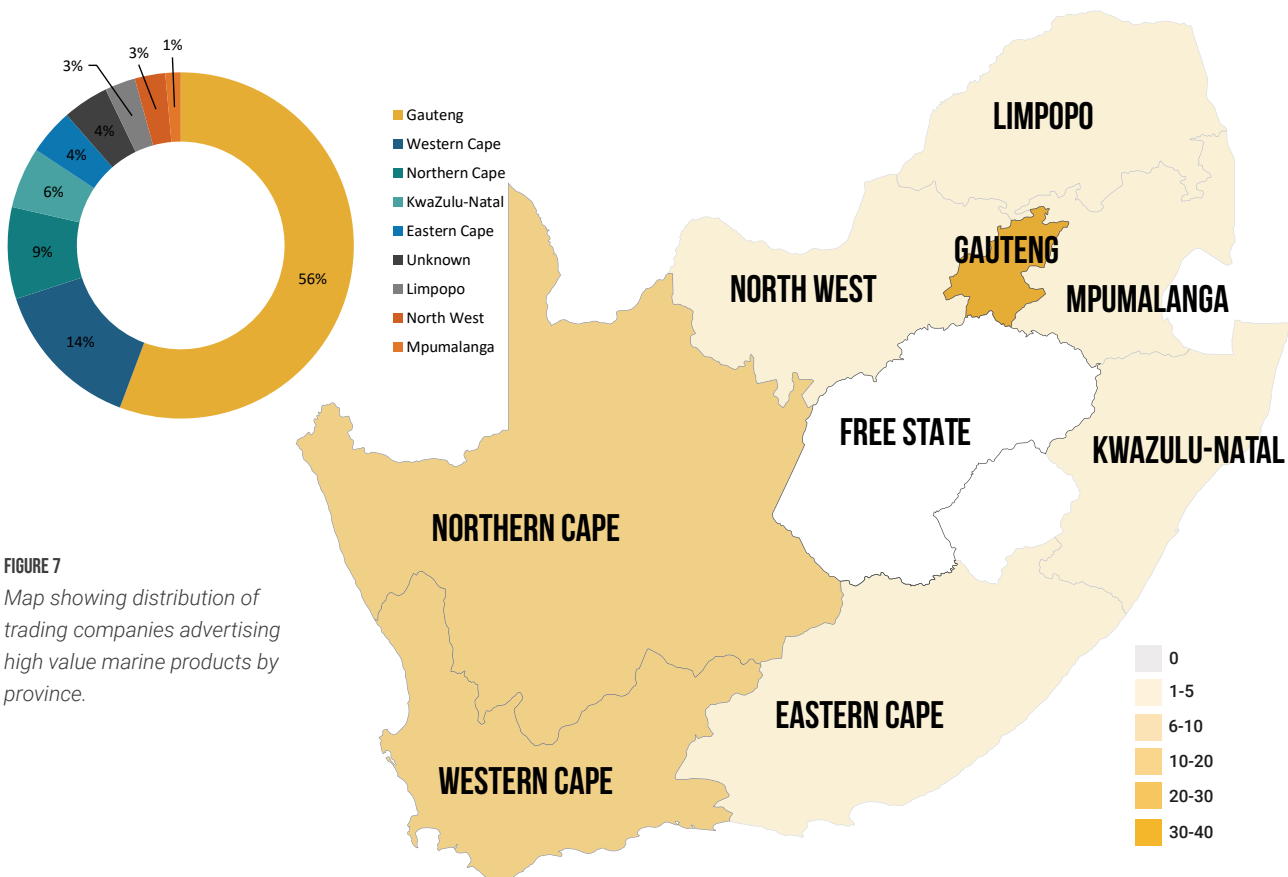 1%
3%
3%
4%
4%
6%
9%
14%
56%
Gauteng
Western Cape
Northern Cape
KwaZulu-Natal
Eastern Cape
Unknown
Limpopo
North West
Mpumalanga
LIMPOPO
GAUTENG
NORTH WEST
MPUMALANGA
FREE STATE
KWAZULU-NATAL
NORTHERN CAPE
EASTERN CAPE
WESTERN CAPE
FIGURE 7
Map showing distribution of
trading companies advertising
high value marine products by
province.
0
1-5
6-10
10-20
20-30
30-40